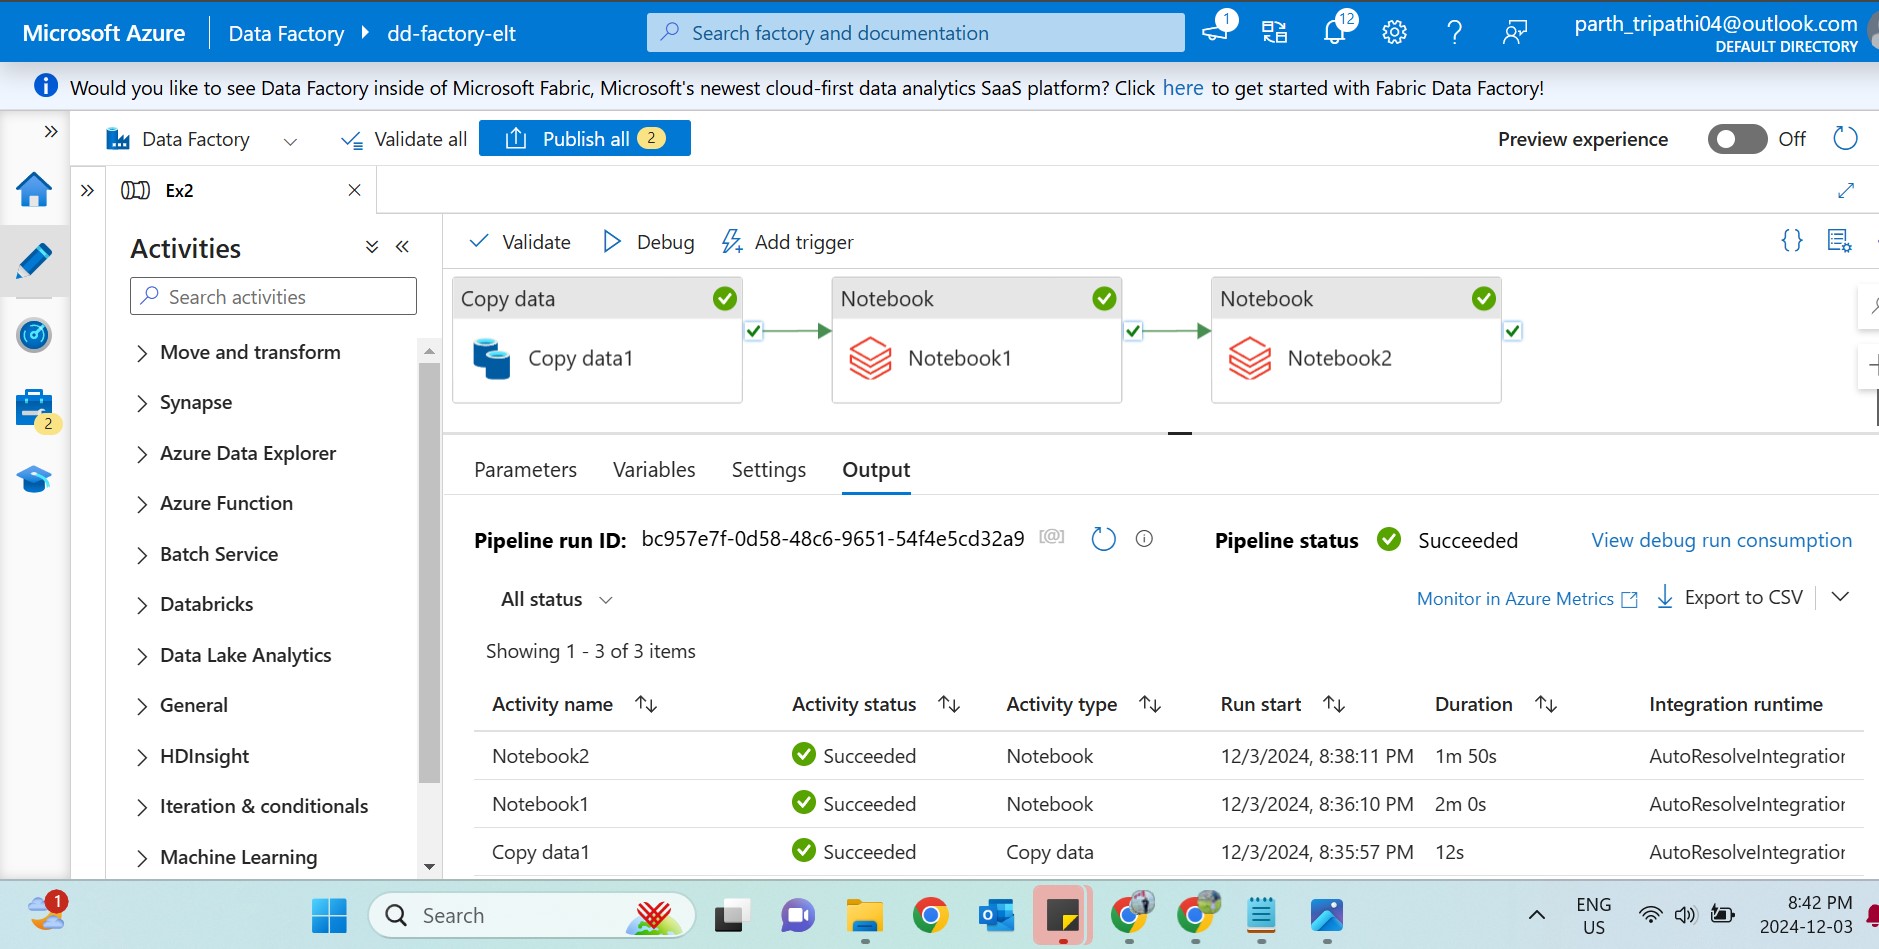 Microsoft Azure Data Factory dd-factory-elt Search factory and documentation 1 12 parth_tripathi04@outlook.com
DEFAULT DIRECTORY
Would you like to see Data Factory inside of Microsoft Fabric, Microsoft's newest cloud-first data analytics SaaS platform? Click here to get started with Fabric Data Factory!
Data Factory Validate all Publish all 2 Preview experience Off
Ex2
Activities
Search activities
Move and transform
Synapse
2
Azure Data Explorer
Azure Function
Batch Service
Databricks
Data Lake Analytics
General
HDInsight
Iteration & conditionals
Machine Learning
Validate Debug Add trigger {}
Copy data Notebook Notebook
Copy data1 Notebook1 Notebook2
Parameters Variables Settings Output
Pipeline run ID: bc957e7f-0d58-48c6-9651-54f4e5cd32a9 [@] Pipeline status Succeeded View debug run consumption
All status Monitor in Azure Metrics Export to CSV
Showing 1 - 3 of 3 items
Activity name Activity status Activity type Run start Duration Integration runtime
Notebook2 Succeeded Notebook 12/3/2024, 8:38:11 PM 1m 50s AutoResolveIntegration
Notebook1 Succeeded Notebook 12/3/2024, 8:36:10 PM 2m 0s AutoResolveIntegration
Copy data1 Succeeded Copy data 12/3/2024, 8:35:57 PM 12s AutoResolveIntegration
1 Search ENG 8:42 PM
US 2024-12-03